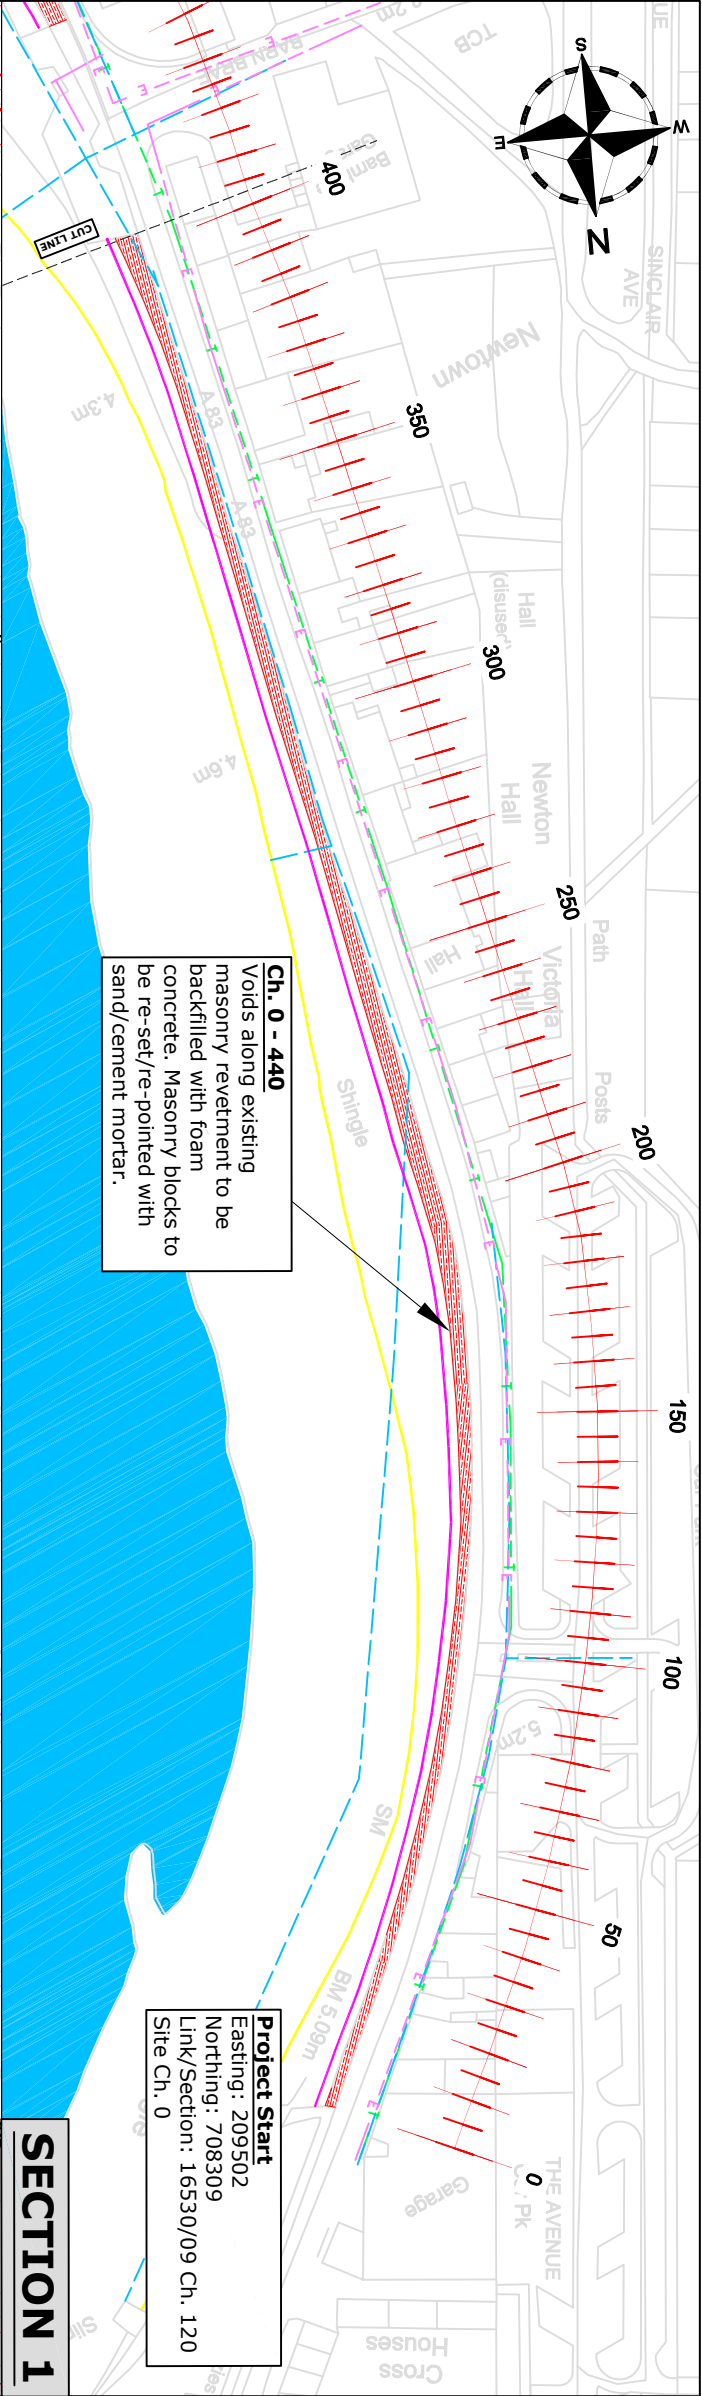 S
W
E
N
TCB
BARN BRAE
SINCLAIR
AVE
400
CUT LINE
Newtown
4.3m
A 83
350
A 83
Hall
300
4.6m
Newton
Hall
250
Path
Victoria
Hall
Hall
Posts
200
Shingle
Ch. 0 - 440
Voids along existing
masonry revetment to be
backfilled with foam
concrete. Masonry blocks to
be re-set/re-pointed with
sand/cement mortar.
150
100
5.2m
SM
50
BM 5.09m
0
THE AVENUE
Pk
Garage
Project Start
Easting: 209502
Northing: 708309
Link/Section: 16530/09 Ch. 120
Site Ch. 0
Cross
Houses
SECTION 1